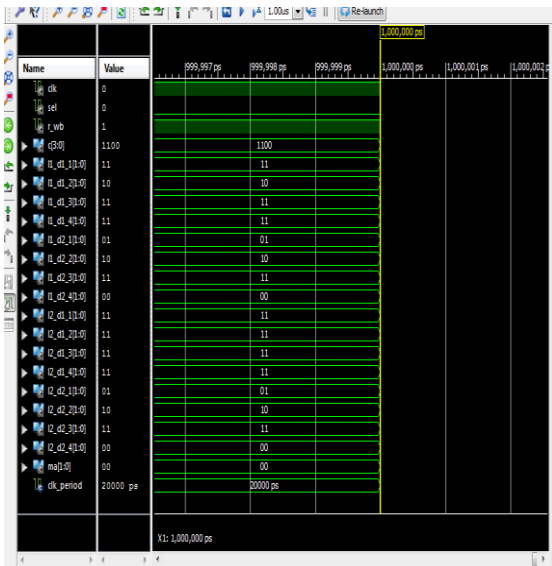 1.00us Re-launch
1,000,000 ps
Name Value
999,997 ps 999,998 ps 999,999 ps 1,000,000 ps 1,000,001 ps 1,000,002 p
clk 0
sel 0
r_wb 1
c[3:0] 1100 1100
l1_d1_1[1:0] 11 11
l1_d1_2[1:0] 10 10
l1_d1_3[1:0] 11 11
l1_d1_4[1:0] 11 11
l1_d2_1[1:0] 01 01
l1_d2_2[1:0] 10 10
l1_d2_3[1:0] 11 11
l1_d2_4[1:0] 00 00
l2_d1_1[1:0] 11 11
l2_d1_2[1:0] 11 11
l2_d1_3[1:0] 11 11
l2_d1_4[1:0] 11 11
l2_d2_1[1:0] 01 01
l2_d2_2[1:0] 10 10
l2_d2_3[1:0] 11 11
l2_d2_4[1:0] 00 00
ma[1:0] 00 00
clk_period 20000 ps 20000 ps
X1: 1,000,000 ps